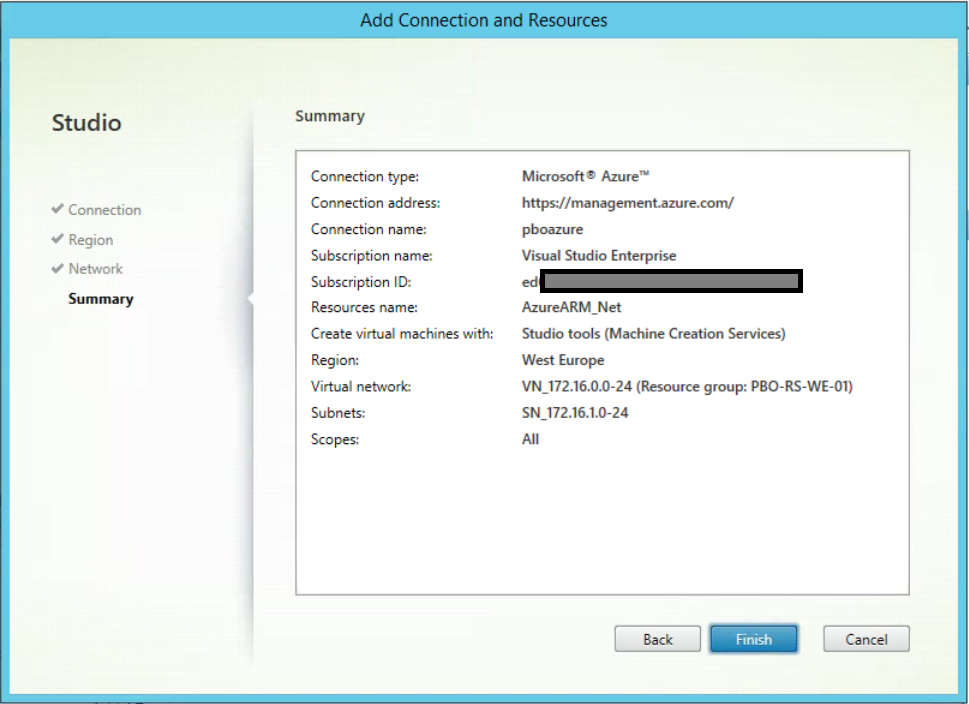 Add Connection and Resources
Studio
Connection
Region
Network
Summary
Summary
Connection type: Microsoft® Azure™
Connection address: https://management.azure.com/
Connection name: pboazure
Subscription name: Visual Studio Enterprise
Subscription ID: ed
Resources name: AzureARM_Net
Create virtual machines with: Studio tools (Machine Creation Services)
Region: West Europe
Virtual network: VN_172.16.0.0-24 (Resource group: PBO-RS-WE-01)
Subnets: SN_172.16.1.0-24
Scopes: All
Back Finish Cancel